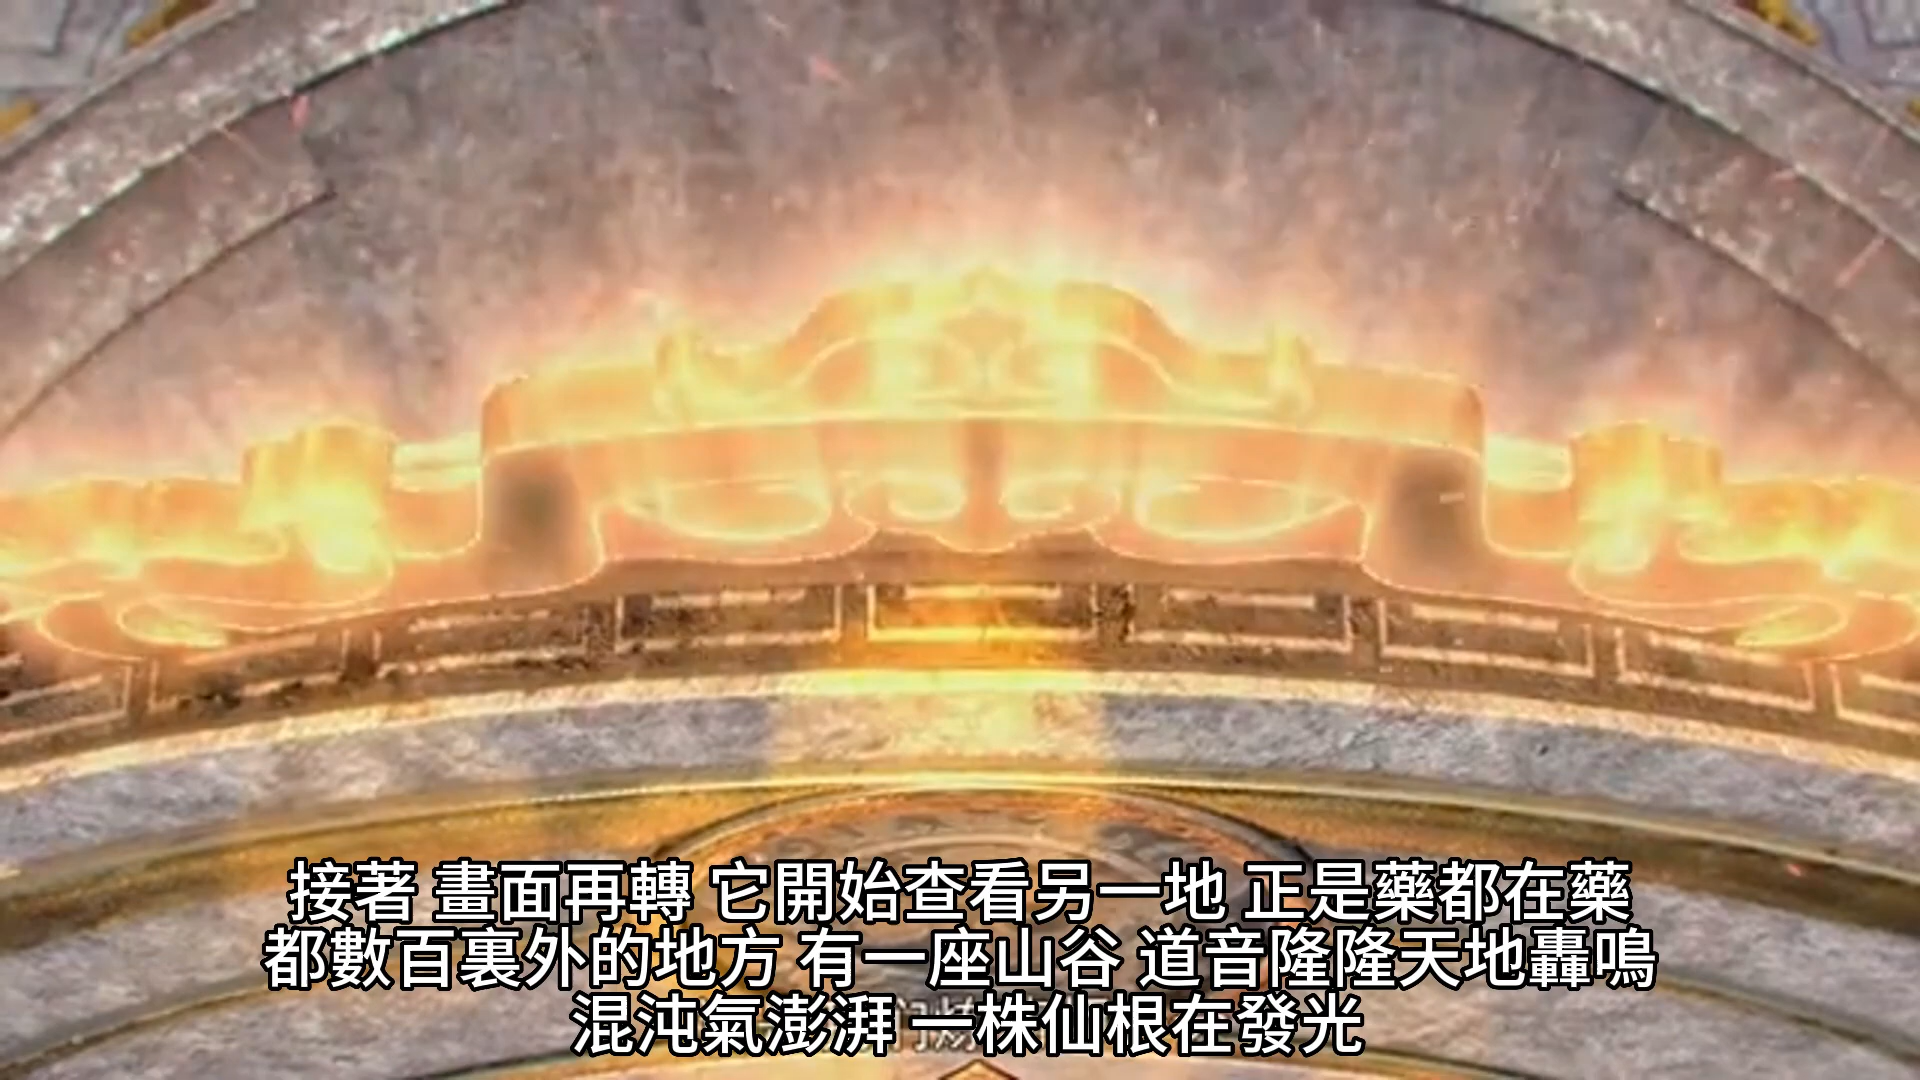 接著 畫面再轉 它開始查看另一地 正是藥都在藥
都數百裏外的地方 有一座山谷 道音隆隆天地轟鳴
混沌氣澎湃 一株仙根在發光